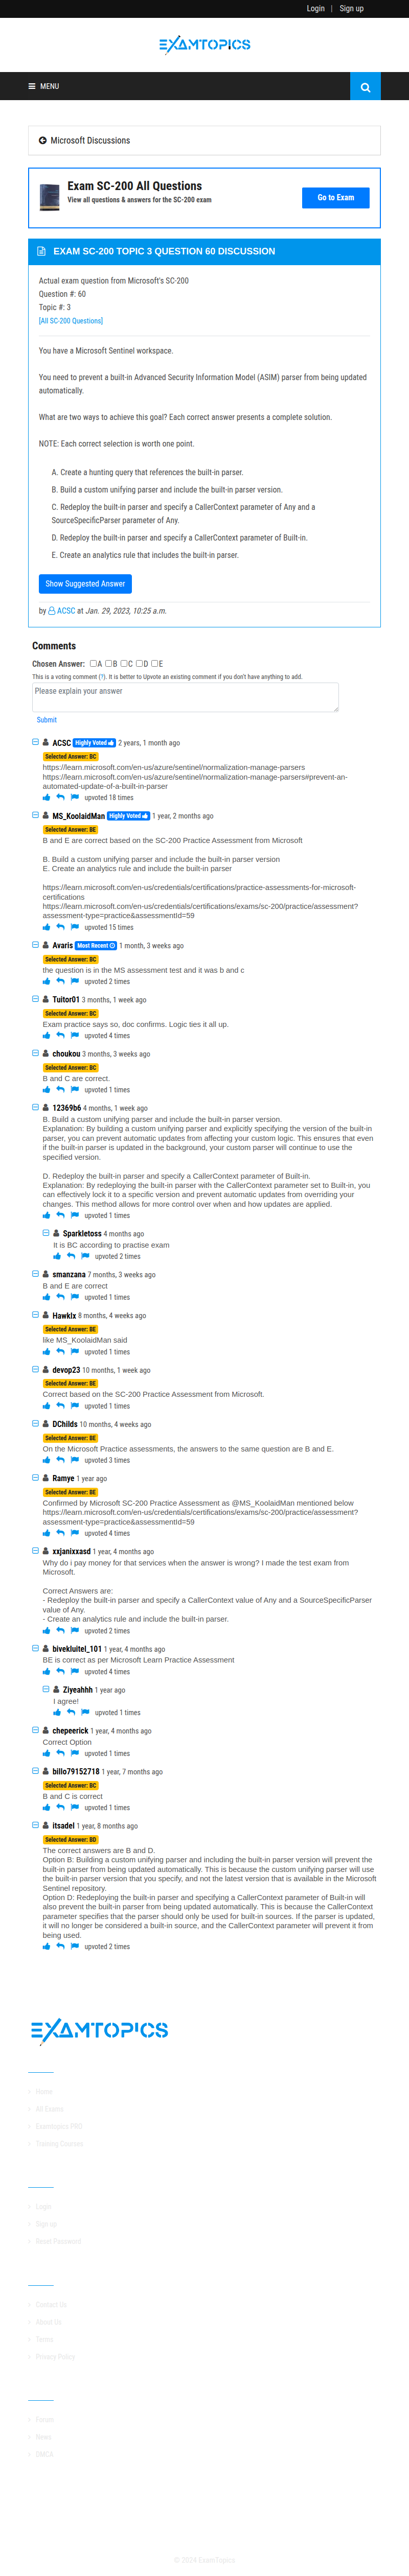 Login | Sign up
EXAMTOPICS
MENU
Microsoft Discussions
Exam SC-200 All Questions
View all questions & answers for the SC-200 exam
Go to Exam
EXAM SC-200 TOPIC 3 QUESTION 60 DISCUSSION
Actual exam question from Microsoft's SC-200
Question #: 60
Topic #: 3
[All SC-200 Questions]
You have a Microsoft Sentinel workspace.
You need to prevent a built-in Advanced Security Information Model (ASIM) parser from being updated
automatically.
What are two ways to achieve this goal? Each correct answer presents a complete solution.
NOTE: Each correct selection is worth one point.
A. Create a hunting query that references the built-in parser.
B. Build a custom unifying parser and include the built-in parser version.
C. Redeploy the built-in parser and specify a CallerContext parameter of Any and a
SourceSpecificParser parameter of Any.
D. Redeploy the built-in parser and specify a CallerContext parameter of Built-in.
E. Create an analytics rule that includes the built-in parser.
Show Suggested Answer
by ACSC at Jan. 29, 2023, 10:25 a.m.
Comments
Chosen Answer: A B C D E
This is a voting comment (?). It is better to Upvote an existing comment if you don't have anything to add.
Please explain your answer
Submit
ACSC Highly Voted 2 years, 1 month ago
Selected Answer: BC
https://learn.microsoft.com/en-us/azure/sentinel/normalization-manage-parsers
https://learn.microsoft.com/en-us/azure/sentinel/normalization-manage-parsers#prevent-an-
automated-update-of-a-built-in-parser
upvoted 18 times
MS_KoolaidMan Highly Voted 1 year, 2 months ago
Selected Answer: BE
B and E are correct based on the SC-200 Practice Assessment from Microsoft
B. Build a custom unifying parser and include the built-in parser version
E. Create an analytics rule and include the built-in parser
https://learn.microsoft.com/en-us/credentials/certifications/practice-assessments-for-microsoft-
certifications
https://learn.microsoft.com/en-us/credentials/certifications/exams/sc-200/practice/assessment?
assessment-type=practice&assessmentId=59
upvoted 15 times
Avaris Most Recent 1 month, 3 weeks ago
Selected Answer: BC
the question is in the MS assessment test and it was b and c
upvoted 2 times
Tuitor01 3 months, 1 week ago
Selected Answer: BC
Exam practice says so, doc confirms. Logic ties it all up.
upvoted 4 times
choukou 3 months, 3 weeks ago
Selected Answer: BC
B and C are correct.
upvoted 1 times
12369b6 4 months, 1 week ago
B. Build a custom unifying parser and include the built-in parser version.
Explanation: By building a custom unifying parser and explicitly specifying the version of the built-in
parser, you can prevent automatic updates from affecting your custom logic. This ensures that even
if the built-in parser is updated in the background, your custom parser will continue to use the
specified version.
D. Redeploy the built-in parser and specify a CallerContext parameter of Built-in.
Explanation: By redeploying the built-in parser with the CallerContext parameter set to Built-in, you
can effectively lock it to a specific version and prevent automatic updates from overriding your
changes. This method allows for more control over when and how updates are applied.
upvoted 1 times
Sparkletoss 4 months ago
It is BC according to practise exam
upvoted 2 times
smanzana 7 months, 3 weeks ago
B and E are correct
upvoted 1 times
Hawklx 8 months, 4 weeks ago
Selected Answer: BE
like MS_KoolaidMan said
upvoted 1 times
devop23 10 months, 1 week ago
Selected Answer: BE
Correct based on the SC-200 Practice Assessment from Microsoft.
upvoted 1 times
DChilds 10 months, 4 weeks ago
Selected Answer: BE
On the Microsoft Practice assessments, the answers to the same question are B and E.
upvoted 3 times
Ramye 1 year ago
Selected Answer: BE
Confirmed by Microsoft SC-200 Practice Assessment as @MS_KoolaidMan mentioned below
https://learn.microsoft.com/en-us/credentials/certifications/exams/sc-200/practice/assessment?
assessment-type=practice&assessmentId=59
upvoted 4 times
xxjanixxasd 1 year, 4 months ago
Why do i pay money for that services when the answer is wrong? I made the test exam from
Microsoft.
Correct Answers are:
- Redeploy the built-in parser and specify a CallerContext value of Any and a SourceSpecificParser
value of Any.
- Create an analytics rule and include the built-in parser.
upvoted 2 times
bivekluitel_101 1 year, 4 months ago
BE is correct as per Microsoft Learn Practice Assessment
upvoted 4 times
Ziyeahhh 1 year ago
I agree!
upvoted 1 times
chepeerick 1 year, 4 months ago
Correct Option
upvoted 1 times
billo79152718 1 year, 7 months ago
Selected Answer: BC
B and C is correct
upvoted 1 times
itsadel 1 year, 8 months ago
Selected Answer: BD
The correct answers are B and D.
Option B: Building a custom unifying parser and including the built-in parser version will prevent the
built-in parser from being updated automatically. This is because the custom unifying parser will use
the built-in parser version that you specify, and not the latest version that is available in the Microsoft
Sentinel repository.
Option D: Redeploying the built-in parser and specifying a CallerContext parameter of Built-in will
also prevent the built-in parser from being updated automatically. This is because the CallerContext
parameter specifies that the parser should only be used for built-in sources. If the parser is updated,
it will no longer be considered a built-in source, and the CallerContext parameter will prevent it from
being used.
upvoted 2 times
EXAMTOPICS
Home
All Exams
Examtopics PRO
Training Courses
Login
Sign up
Reset Password
Contact Us
About Us
Terms
Privacy Policy
Forum
News
DMCA
© 2024 ExamTopics